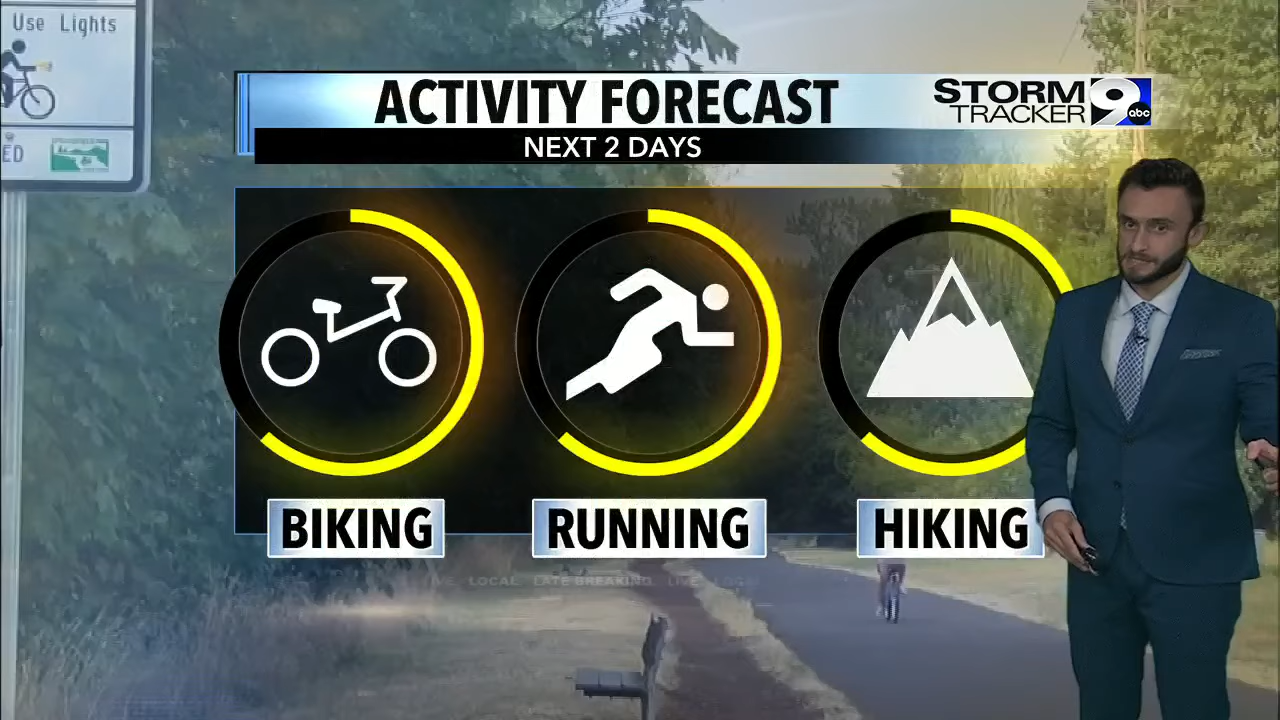 Use Lights
ED
ACTIVITY FORECAST
NEXT 2 DAYS
STORM
TRACKER 9
abc
BIKING
RUNNING
HIKING
LOCAL LATE BREAKING LIVE